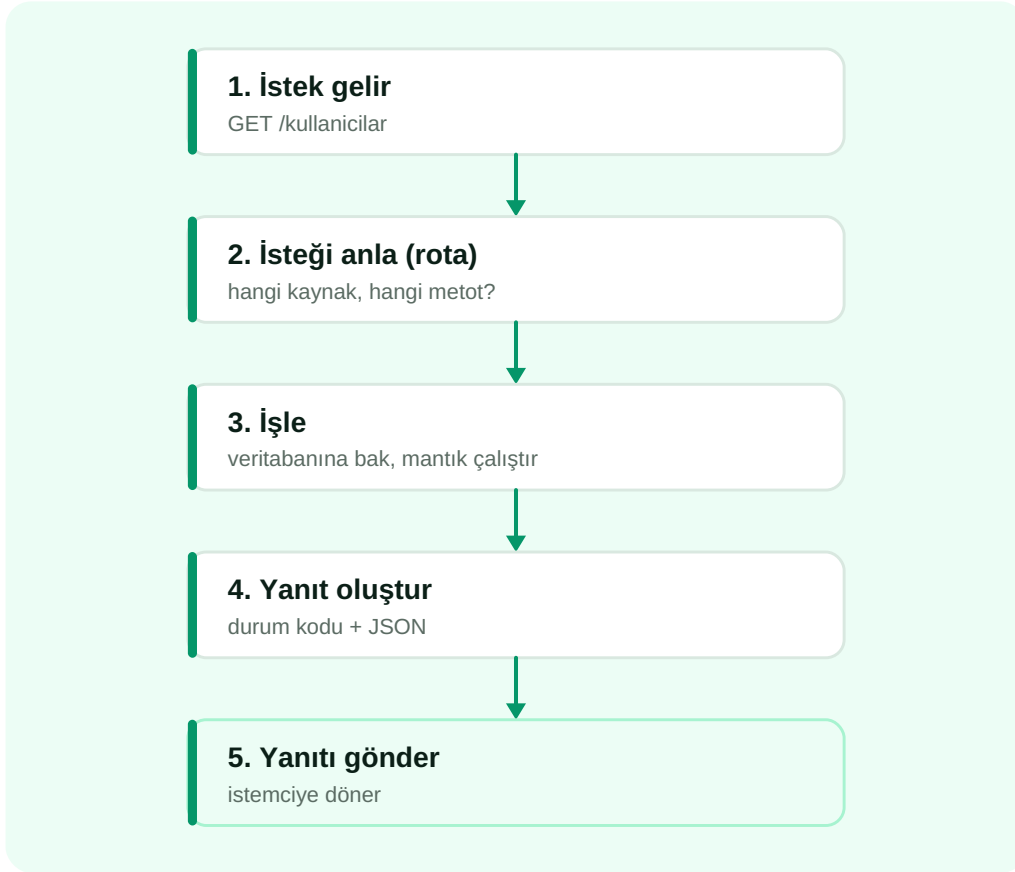 1. İstek gelir
GET /kullanicilar
2. İsteği anla (rota)
hangi kaynak, hangi metot?
3. İşle
veritabanına bak, mantık çalıştır
4. Yanıt oluştur
durum kodu + JSON
5. Yanıtı gönder
istemciye döner